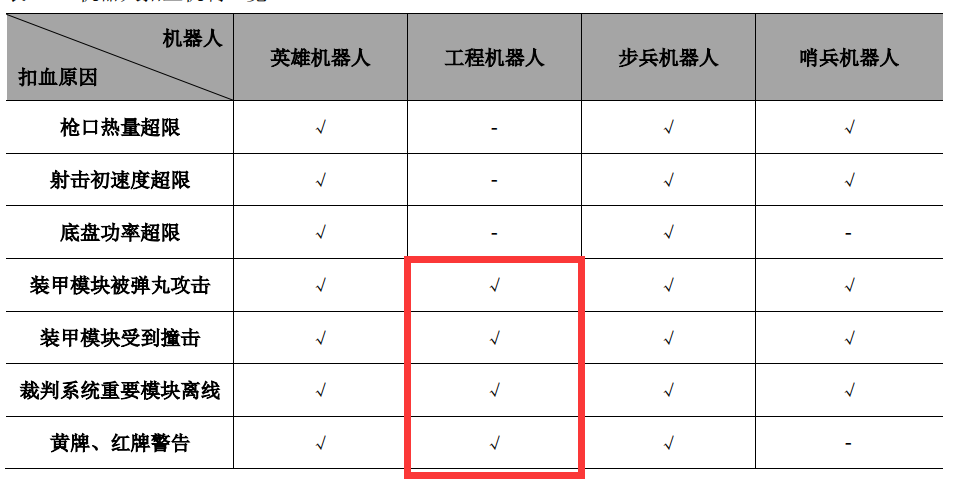 机器人
扣血原因
英雄机器人 工程机器人 步兵机器人 哨兵机器人
枪口热量超限 √ - √ √
射击初速度超限 √ - √ √
底盘功率超限 √ - √ -
装甲模块被弹丸攻击 √ √ √ √
装甲模块受到撞击 √ √ √ √
裁判系统重要模块离线 √ √ √ √
黄牌、红牌警告 √ √ √ -